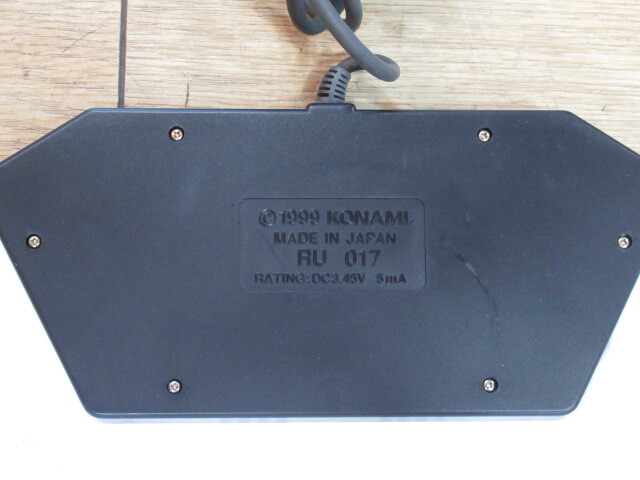 © 1999 KONAMI
MADE IN JAPAN
RU 017
RATING: DC3.45V 5mA